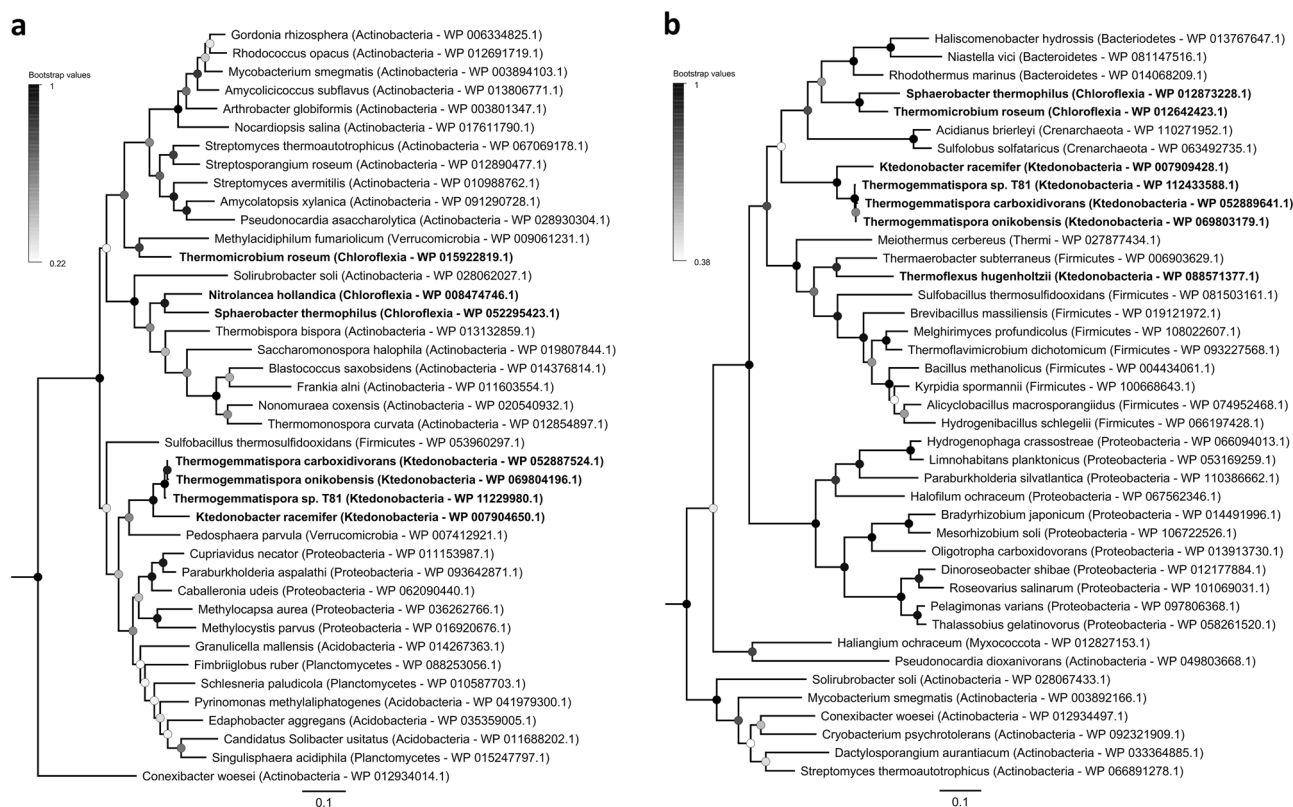 a
Bootstrap values
1
0.22
Gordonia rhizosphera (Actinobacteria - WP 006334825.1)
Rhodococcus opacus (Actinobacteria - WP 012691719.1)
Mycobacterium smegmatis (Actinobacteria - WP 003894103.1)
Amycolicicoccus subflavus (Actinobacteria - WP 013806771.1)
Arthrobacter globiformis (Actinobacteria - WP 003801347.1)
Nocardiopsis salina (Actinobacteria - WP 017611790.1)
Streptomyces thermoautotrophicus (Actinobacteria - WP 067069178.1)
Streptosporangium roseum (Actinobacteria - WP 012890477.1)
Streptomyces avermitilis (Actinobacteria - WP 010988762.1)
Amycolatopsis xylanica (Actinobacteria - WP 091290728.1)
Pseudonocardia asaccharolytica (Actinobacteria - WP 028930304.1)
Methylacidiphilum fumariolicum (Verrucomicrobia - WP 009061231.1)
Thermomicrobium roseum (Chloroflexia - WP 015922819.1)
Solirubrobacter soli (Actinobacteria - WP 028062027.1)
Nitrolancea hollandica (Chloroflexia - WP 008474746.1)
Sphaerobacter thermophilus (Chloroflexia - WP 052295423.1)
Thermobispora bispora (Actinobacteria - WP 013132859.1)
Saccharomonospora halophila (Actinobacteria - WP 019807844.1)
Blastococcus saxobsidens (Actinobacteria - WP 014376814.1)
Frankia alni (Actinobacteria - WP 011603554.1)
Nonomuraea coxensis (Actinobacteria - WP 020540932.1)
Thermomonospora curvata (Actinobacteria - WP 012854897.1)
Sulfobacillus thermosulfidooxidans (Firmicutes - WP 053960297.1)
Thermogemmatispora carboxidivorans (Ktedonobacteria - WP 052887524.1)
Thermogemmatispora onikobensis (Ktedonobacteria - WP 069804196.1)
Thermogemmatispora sp. T81 (Ktedonobacteria - WP 11229980.1)
Ktedonobacter racemifer (Ktedonobacteria - WP 007904650.1)
Pedosphaera parvula (Verrucomicrobia - WP 007412921.1)
Cupriavidus necator (Proteobacteria - WP 011153987.1)
Paraburkholderia aspalathi (Proteobacteria - WP 093642871.1)
Caballeronia udeis (Proteobacteria - WP 062090440.1)
Methylocapsa aurea (Proteobacteria - WP 036262766.1)
Methylocystis parvus (Proteobacteria - WP 016920676.1)
Granulicella mallensis (Acidobacteria - WP 014267363.1)
Fimbriiglobus ruber (Planctomycetes - WP 088253056.1)
Schlesneria paludicola (Planctomycetes - WP 010587703.1)
Pyrinomonas methylaliphatogenes (Acidobacteria - WP 041979300.1)
Edaphobacter aggregans (Acidobacteria - WP 035359005.1)
Candidatus Solibacter usitatus (Acidobacteria - WP 011688202.1)
Singulisphaera acidiphila (Planctomycetes - WP 015247797.1)
Conexibacter woesei (Actinobacteria - WP 012934014.1)
0.1
b
Bootstrap values
1
0.38
Haliscomenobacter hydrossis (Bacteriodetes - WP 013767647.1)
Niastella vici (Bacteroidetes - WP 081147516.1)
Rhodothermus marinus (Bacteroidetes - WP 014068209.1)
Sphaerobacter thermophilus (Chloroflexia - WP 012873228.1)
Thermomicrobium roseum (Chloroflexia - WP 012642423.1)
Acidianus brierleyi (Crenarchaeota - WP 110271952.1)
Sulfolobus solfataricus (Crenarchaeota - WP 063492735.1)
Ktedonobacter racemifer (Ktedonobacteria - WP 007909428.1)
Thermogemmatispora sp. T81 (Ktedonobacteria - WP 112433588.1)
Thermogemmatispora carboxidivorans (Ktedonobacteria - WP 052889641.1)
Thermogemmatispora onikobensis (Ktedonobacteria - WP 069803179.1)
Meiothermus cerbereus (Thermi - WP 027877434.1)
Thermaerobacter subterraneus (Firmicutes - WP 006903629.1)
Thermoflexus hugenholtzii (Ktedonobacteria - WP 088571377.1)
Sulfobacillus thermosulfidooxidans (Firmicutes - WP 081503161.1)
Brevibacillus massiliensis (Firmicutes - WP 019121972.1)
Melghirimyces profundicolus (Firmicutes - WP 108022607.1)
Thermoflavimicrobium dichotomicum (Firmicutes - WP 093227568.1)
Bacillus methanolicus (Firmicutes - WP 004434061.1)
Kyrpidia spormannii (Firmicutes - WP 100668643.1)
Alicyclobacillus macrosporangiidus (Firmicutes - WP 074952468.1)
Hydrogenibacillus schlegelii (Firmicutes - WP 066197428.1)
Hydrogenophaga crassostreae (Proteobacteria - WP 066094013.1)
Limnohabitans planktonicus (Proteobacteria - WP 053169259.1)
Paraburkholderia silvatlantica (Proteobacteria - WP 110386662.1)
Halofilum ochraceum (Proteobacteria - WP 067562346.1)
Bradyrhizobium japonicum (Proteobacteria - WP 014491996.1)
Mesorhizobium soli (Proteobacteria - WP 106722526.1)
Oligotropha carboxidovorans (Proteobacteria - WP 013913730.1)
Dinoroseobacter shibae (Proteobacteria - WP 012177884.1)
Roseovarius salinarum (Proteobacteria - WP 101069031.1)
Pelagimonas varians (Proteobacteria - WP 097806368.1)
Thalassobius gelatinovorus (Proteobacteria - WP 058261520.1)
Haliangium ochraceum (Myxococcota - WP 012827153.1)
Pseudonocardia dioxanivorans (Actinobacteria - WP 049803668.1)
Solirubrobacter soli (Actinobacteria - WP 028067433.1)
Mycobacterium smegmatis (Actinobacteria - WP 003892166.1)
Conexibacter woesei (Actinobacteria - WP 012934497.1)
Cryobacterium psychrotolerans (Actinobacteria - WP 092321909.1)
Dactylosporangium aurantiacum (Actinobacteria - WP 033364885.1)
Streptomyces thermoautotrophicus (Actinobacteria - WP 066891278.1)
0.1